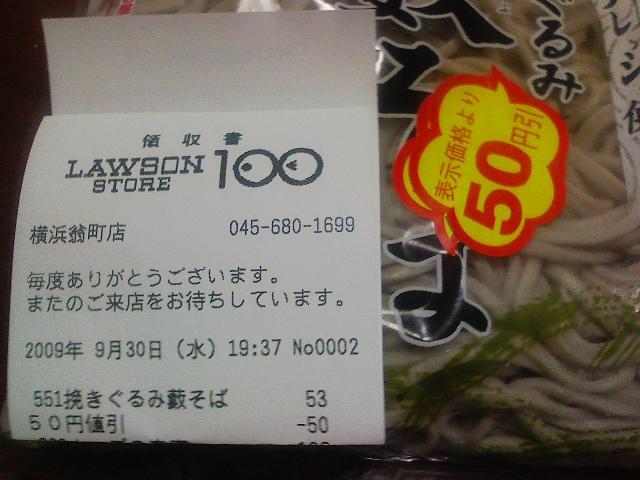 領収書
LAWSON
STORE 100
横浜翁町店 045-680-1699
毎度ありがとうございます。
またのご来店をお待ちしています。
2009年 9月30日（水）19:37 No0002
551挽きぐるみ藪そば 53
５０円値引 -50
ぐるみ
表示価格より
50円引